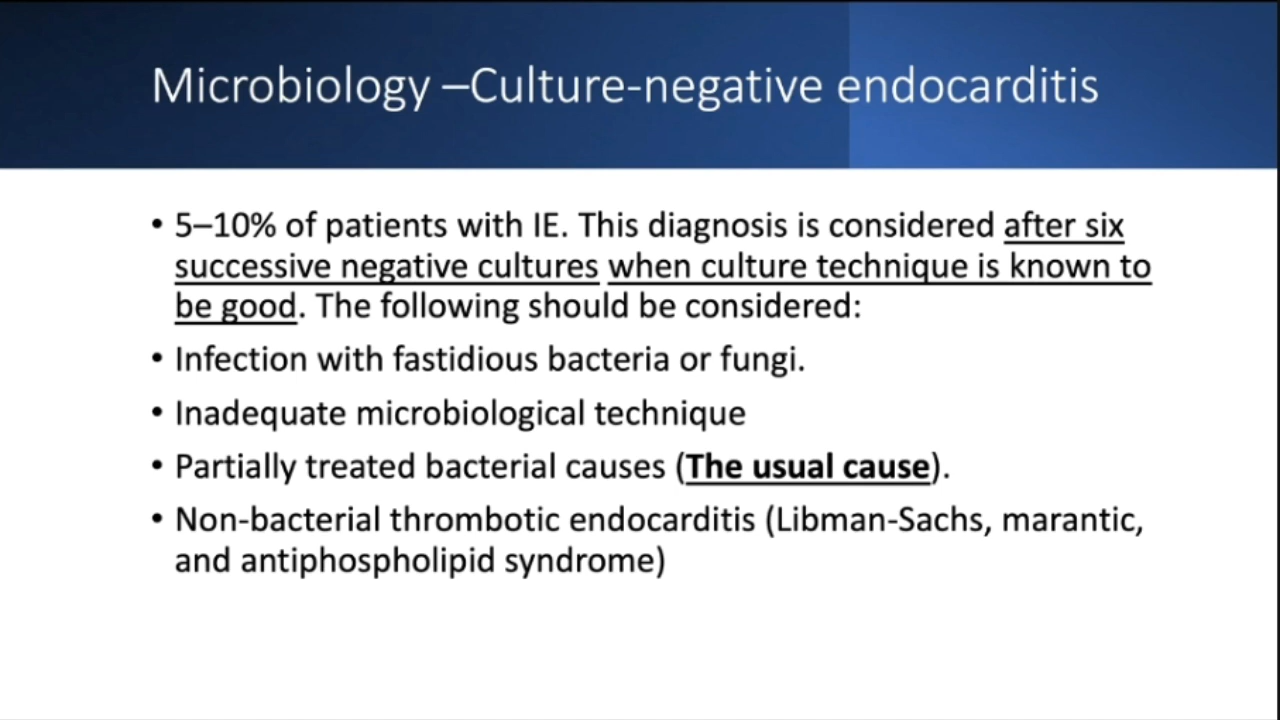 Microbiology –Culture-negative endocarditis
• 5–10% of patients with IE. This diagnosis is considered after six
successive negative cultures when culture technique is known to
be good. The following should be considered:
• Infection with fastidious bacteria or fungi.
• Inadequate microbiological technique
• Partially treated bacterial causes (The usual cause).
• Non-bacterial thrombotic endocarditis (Libman-Sachs, marantic,
and antiphospholipid syndrome)